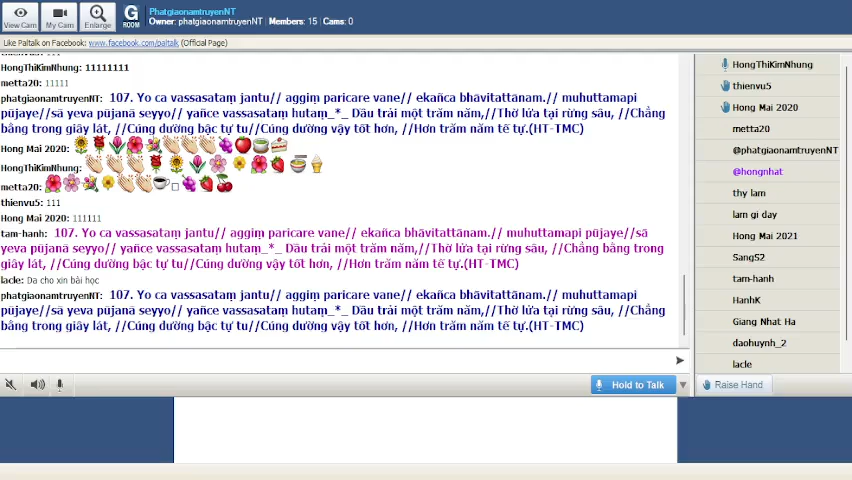 PhatgiaonamtruyenNT
Owner: phatgiaonamtruyenNT | Members: 15 | Cams: 0
View Cam My Cam Enlarge G ROOM
Like Paltalk on Facebook: www.facebook.com/paltalk (Official Page)
HongThiKimNhung: 11111111
metta20: 11111
phatgiaonamtruyenNT: 107. Yo ca vassasataṃ jantu// aggiṃ paricare vane// ekañca bhāvitattānaṃ.// muhuttamapi
pūjaye//sā yeva pūjanā seyyo// yañce vassasataṃ hutaṃ_*_ Dầu trải một trăm năm,//Thờ lửa tại rừng sâu, //Chẳng
bằng trong giây lát, //Cúng dường bậc tự tu//Cúng dường vậy tốt hơn, //Hơn trăm năm tế tự.(HT-TMC)
Hong Mai 2020:
HongThiKimNhung:
metta20:
thienvu5: 111
Hong Mai 2020: 111111
tam-hanh: 107. Yo ca vassasataṃ jantu// aggiṃ paricare vane// ekañca bhāvitattānaṃ.// muhuttamapi pūjaye//sā
yeva pūjanā seyyo// yañce vassasataṃ hutaṃ_*_ Dầu trải một trăm năm,//Thờ lửa tại rừng sâu, //Chẳng bằng trong
giây lát, //Cúng dường bậc tự tu//Cúng dường vậy tốt hơn, //Hơn trăm năm tế tự.(HT-TMC)
lacle: Da cho xin bài học
phatgiaonamtruyenNT: 107. Yo ca vassasataṃ jantu// aggiṃ paricare vane// ekañca bhāvitattānaṃ.// muhuttamapi
pūjaye//sā yeva pūjanā seyyo// yañce vassasataṃ hutaṃ_*_ Dầu trải một trăm năm,//Thờ lửa tại rừng sâu, //Chẳng
bằng trong giây lát, //Cúng dường bậc tự tu//Cúng dường vậy tốt hơn, //Hơn trăm năm tế tự.(HT-TMC)
Hold to Talk
HongThiKimNhung
thienvu5
Hong Mai 2020
metta20
@phatgiaonamtruyenNT
@hongnhat
thy lam
lam gi day
Hong Mai 2021
SangS2
tam-hanh
HanhK
Giang Nhat Ha
daohuynh_2
lacle
Raise Hand